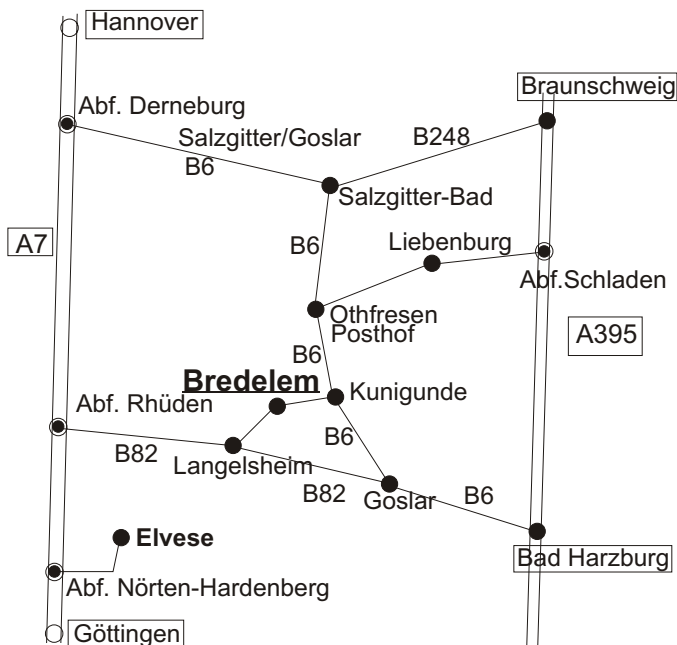 Hannover
Braunschweig
Abf. Derneburg
Salzgitter/Goslar
B248
B6
Salzgitter-Bad
A7
B6
Liebenburg
Abf.Schladen
Othfresen
Posthof
A395
B6
Bredelem
Kunigunde
Abf. Rhüden
B6
B82
Langelsheim
B82
Goslar
B6
Elvese
Bad Harzburg
Abf. Nörten-Hardenberg
Göttingen